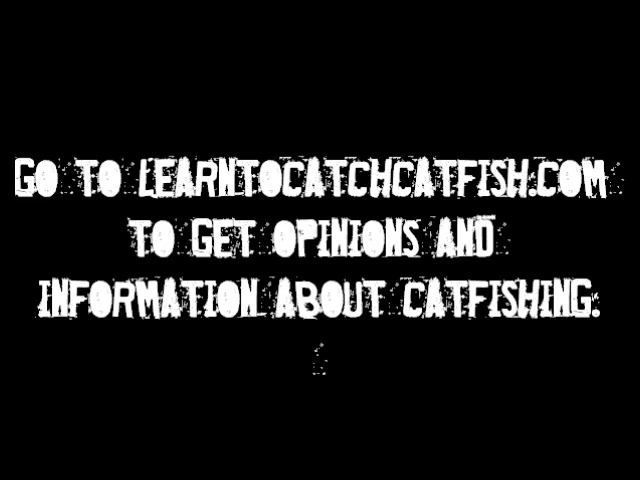 GO TO LEARNTOCATCHCATFISH.COM
TO GET OPINIONS AND
INFORMATION ABOUT CATFISHING.